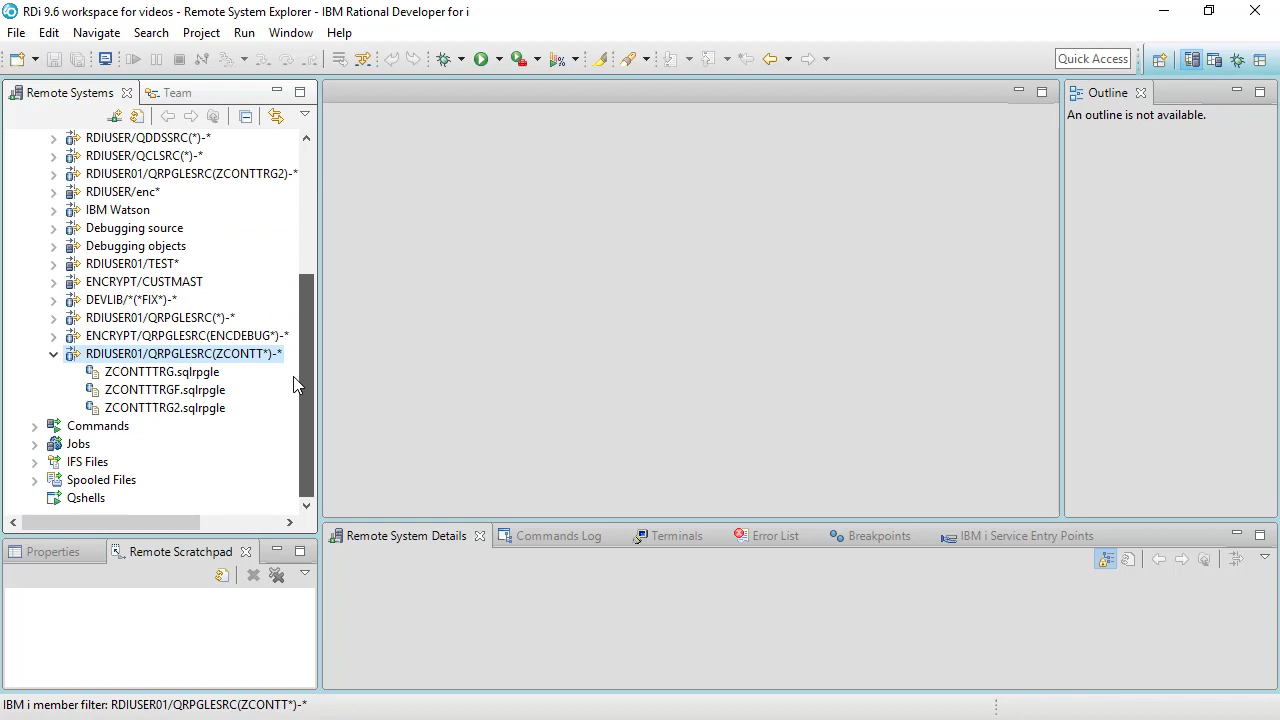 RDi 9.6 workspace for videos - Remote System Explorer - IBM Rational Developer for i
File Edit Navigate Search Project Run Window Help
Quick Access
Remote Systems
Team
RDIUSER/QDDSSRC(*)-*
RDIUSER/QCLSRC(*)-*
RDIUSER01/QRPGLESRC(ZCONTTRG2)-*
RDIUSER/enc*
IBM Watson
Debugging source
Debugging objects
RDIUSER01/TEST*
ENCRYPT/CUSTMAST
DEVLIB/*(*FIX*)-*
RDIUSER01/QRPGLESRC(*)-*
ENCRYPT/QRPGLESRC(ENCDEBUG*)-*
RDIUSER01/QRPGLESRC(ZCONTT*)-*
ZCONTTTRG.sqlrpgle
ZCONTTTRGF.sqlrpgle
ZCONTTTRG2.sqlrpgle
Commands
Jobs
IFS Files
Spooled Files
Qshells
Outline
An outline is not available.
Properties
Remote Scratchpad
Remote System Details
Commands Log
Terminals
Error List
Breakpoints
IBM i Service Entry Points
IBM i member filter: RDIUSER01/QRPGLESRC(ZCONTT*)-*